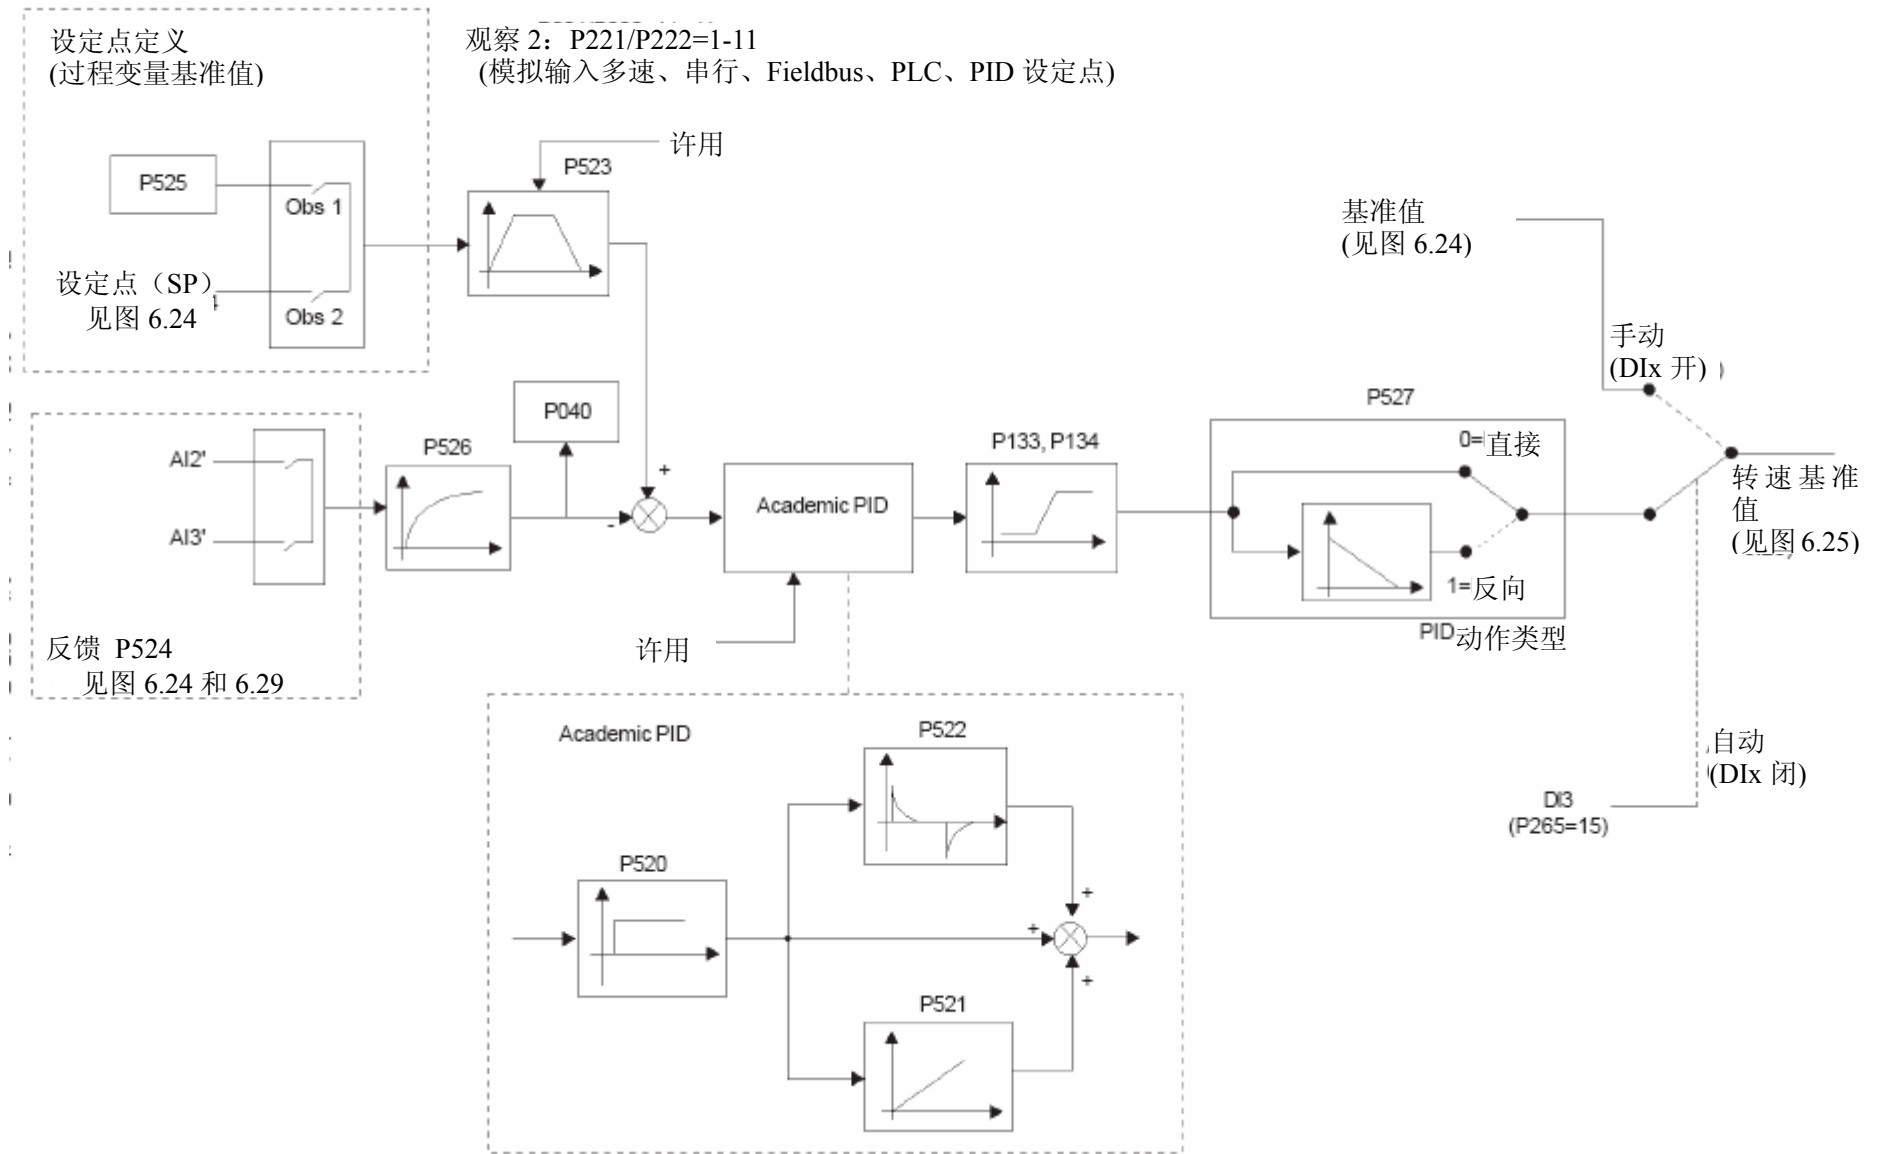 设定点定义
(过程变量基准值)
观察 2：P221/P222=1-11
(模拟输入多速、串行、Fieldbus、PLC、PID 设定点)
许用
P523
P525
Obs 1
设定点（SP）
见图 6.24
Obs 2
基准值
(见图 6.24)
手动
(DIx 开)
P040
P527
AI2'
P526
+
P133, P134
0=直接
转速基准
值
(见图 6.25)
Academic PID
-
AI3'
1=反向
PID动作类型
反馈 P524
见图 6.24 和 6.29
许用
Academic PID
P522
自动
(DIx 闭)
DI3
(P265=15)
P520
+
+
+
P521